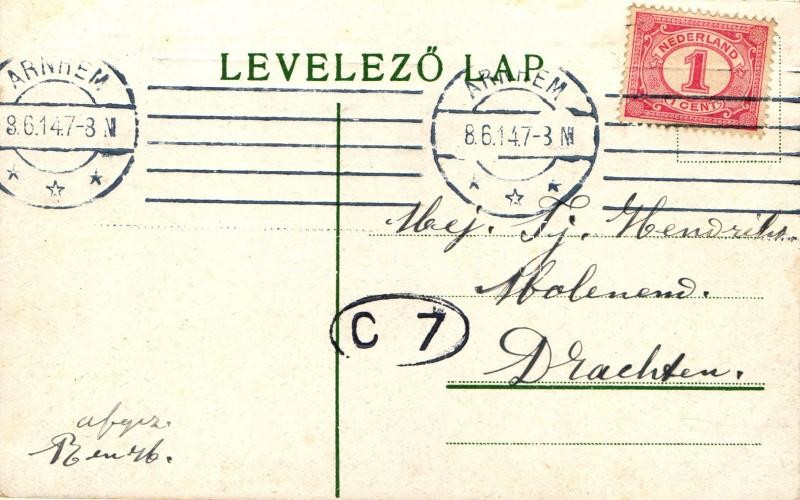 LEVELEZŐ LAP
ARNHEM
8.6.14.7-8 N
ARNHEM
8.6.14.7-8 N
NEDERLAND
1
1 CENT
Mej. Tj. Hendriks.
Molenend.
Drachten.
C 7
afgez.